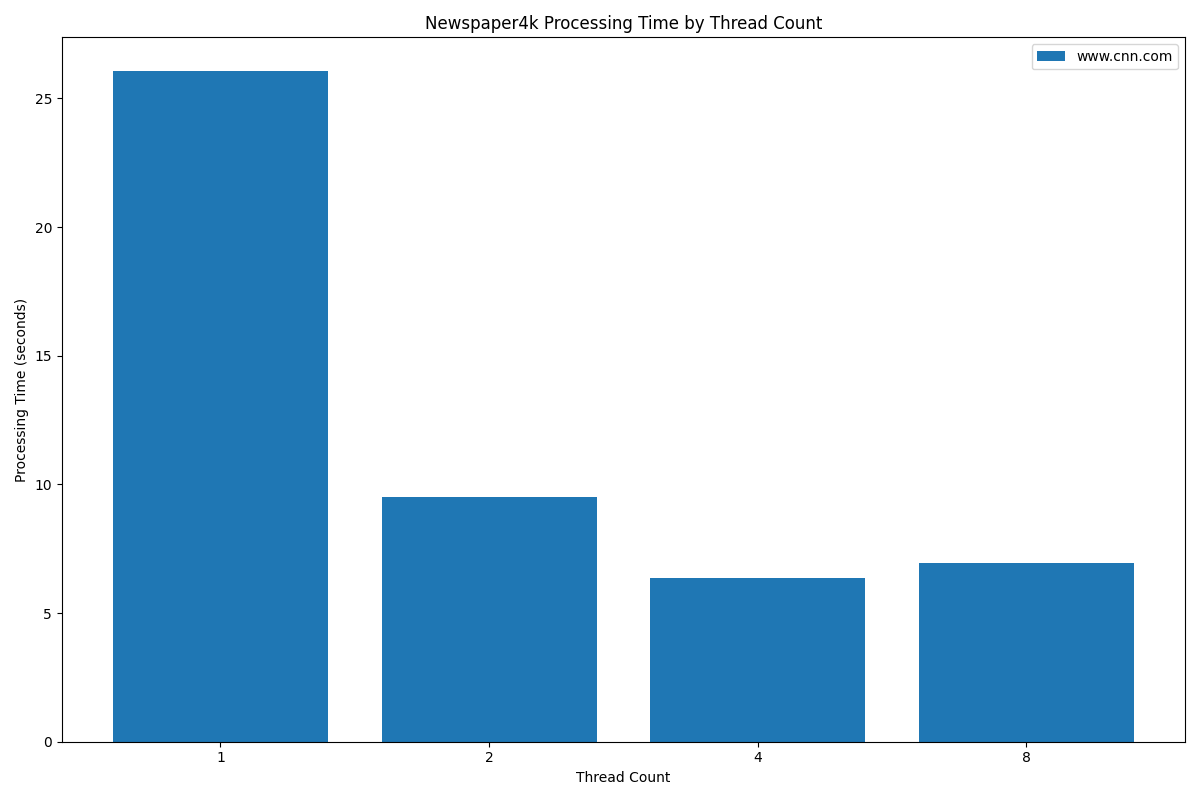 Newspaper4k Processing Time by Thread Count
www.cnn.com
Processing Time (seconds)
25
20
15
10
5
0
1
2
4
8
Thread Count